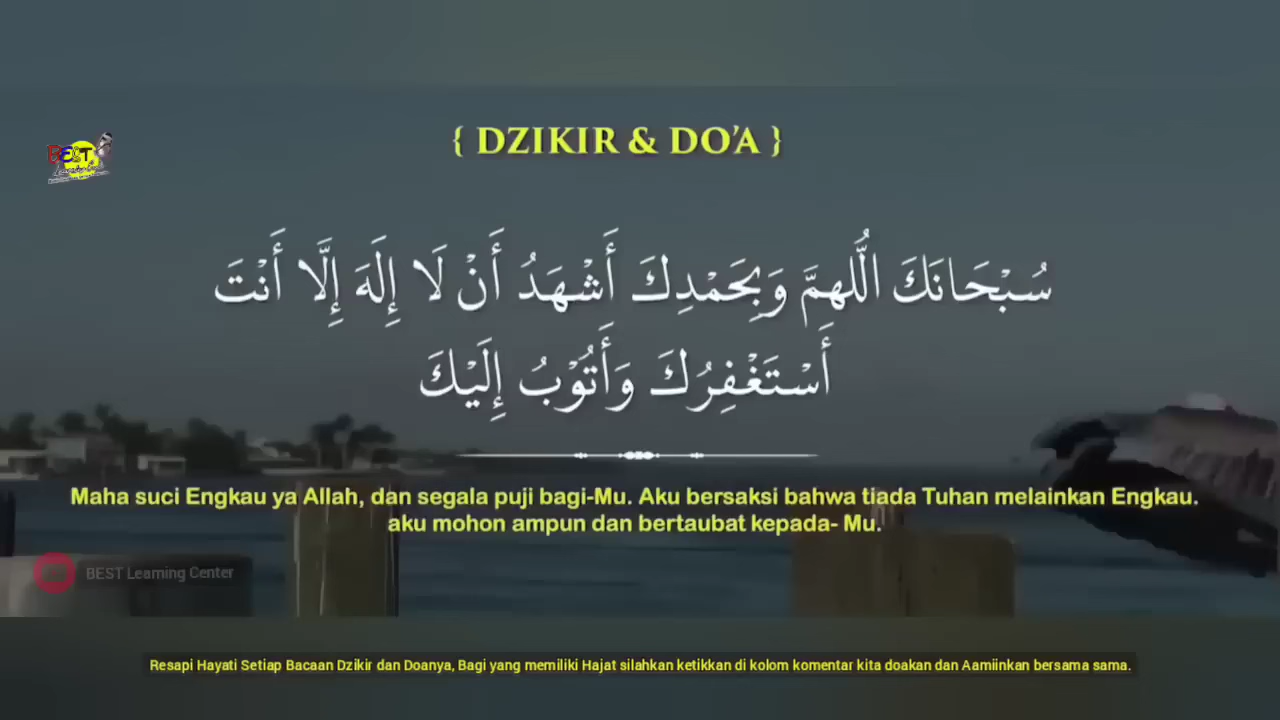 { DZIKIR & DO'A }
BEST
سُبْحَانَكَ اللَّهُمَّ وَبِحَمْدِكَ أَشْهَدُ أَنْ لَا إِلَهَ إِلَّا أَنْتَ
أَسْتَغْفِرُكَ وَأَتُوْبُ إِلَيْكَ
Maha suci Engkau ya Allah, dan segala puji bagi-Mu. Aku bersaksi bahwa tiada Tuhan melainkan Engkau.
aku mohon ampun dan bertaubat kepada- Mu.
BEST Learning Center
Resapi Hayati Setiap Bacaan Dzikir dan Doanya, Bagi yang memiliki Hajat silahkan ketikkan di kolom komentar kita doakan dan Aamiinkan bersama sama.